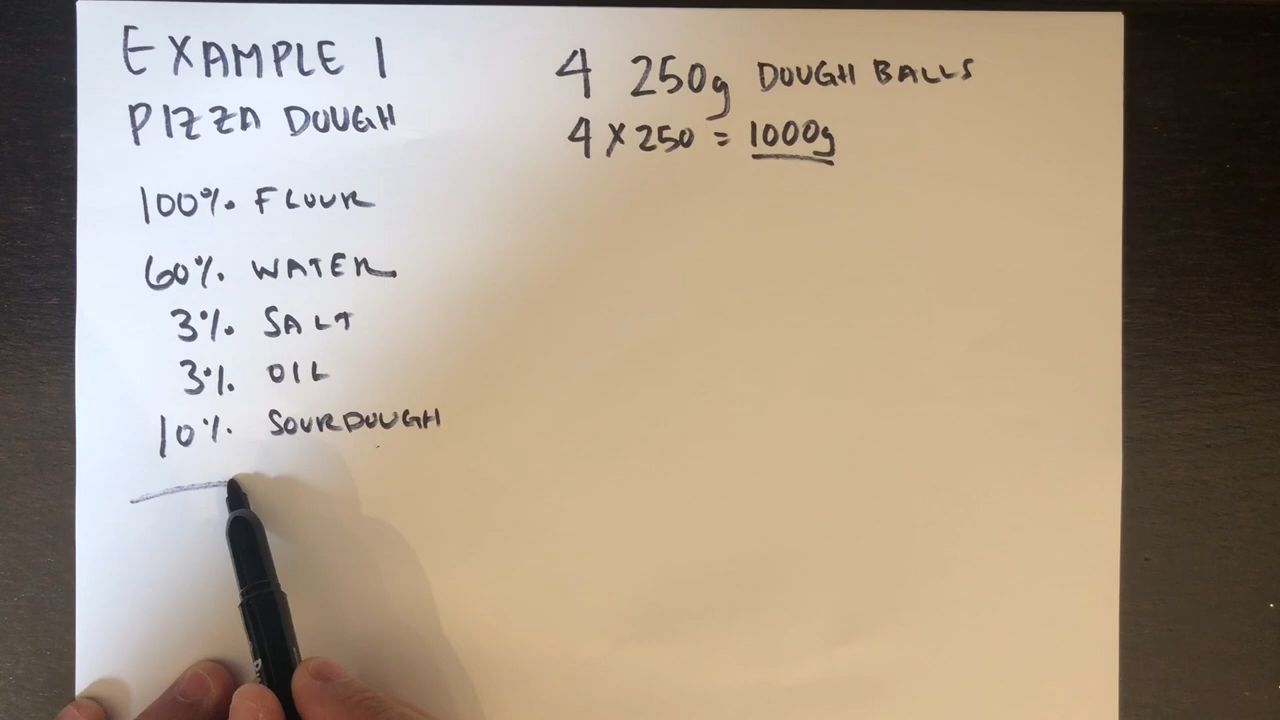 EXAMPLE 1
PIZZA DOUGH
100% FLOUR
60% WATER
3% SALT
3% OIL
10% SOURDOUGH
4 250g DOUGH BALLS
4 x 250 = 1000g